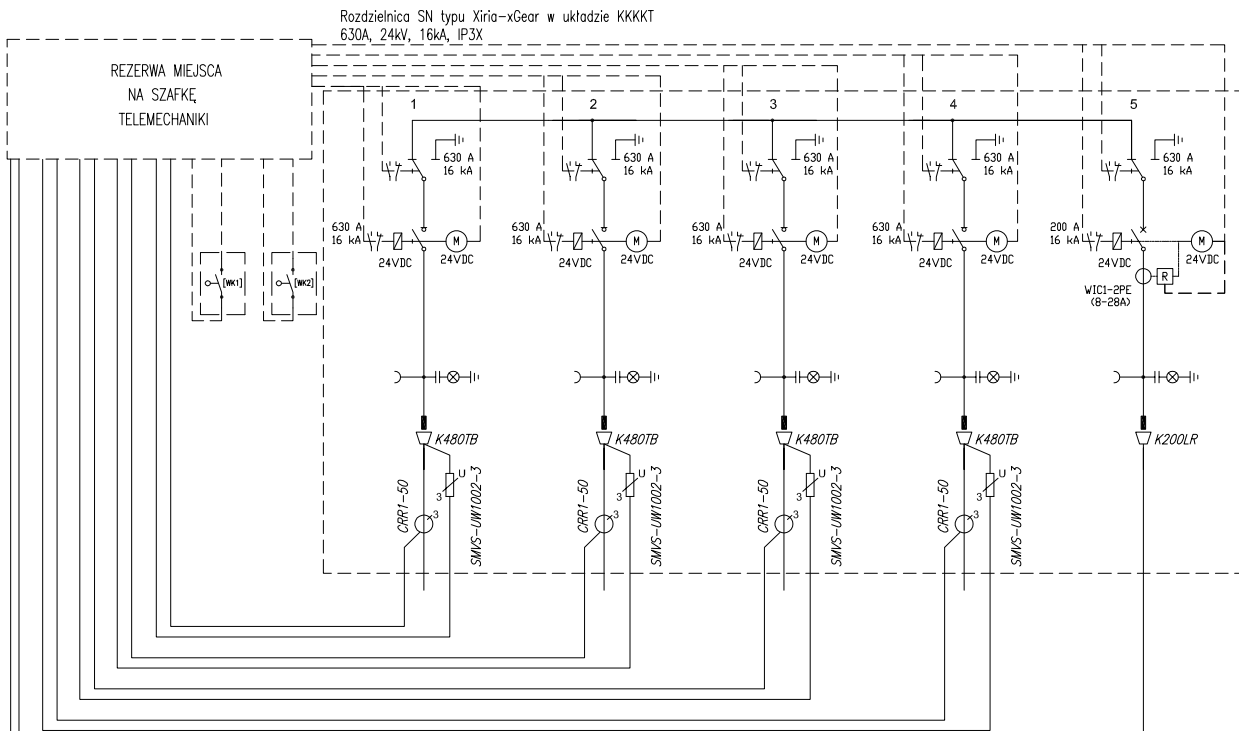 Rozdzielnica SN typu Xiria-xGear w układzie KKKKT
630A, 24kV, 16kA, IP3X
REZERWA MIEJSCA
NA SZAFKĘ
TELEMECHANIKI
1
2
3
4
5
630 A
16 kA
630 A
16 kA
630 A
16 kA
630 A
16 kA
630 A
16 kA
630 A
16 kA
M
24VDC
24VDC
630 A
16 kA
M
24VDC
24VDC
630 A
16 kA
M
24VDC
24VDC
630 A
16 kA
M
24VDC
24VDC
200 A
16 kA
M
24VDC
24VDC
R
WIC1-2PE
(8-28A)
[WK1]
[WK2]
K480TB
K480TB
K480TB
K480TB
K200LR
CRR1-50
3
U
3
SMVS-UW1002-3
CRR1-50
3
U
3
SMVS-UW1002-3
CRR1-50
3
U
3
SMVS-UW1002-3
CRR1-50
3
U
3
SMVS-UW1002-3